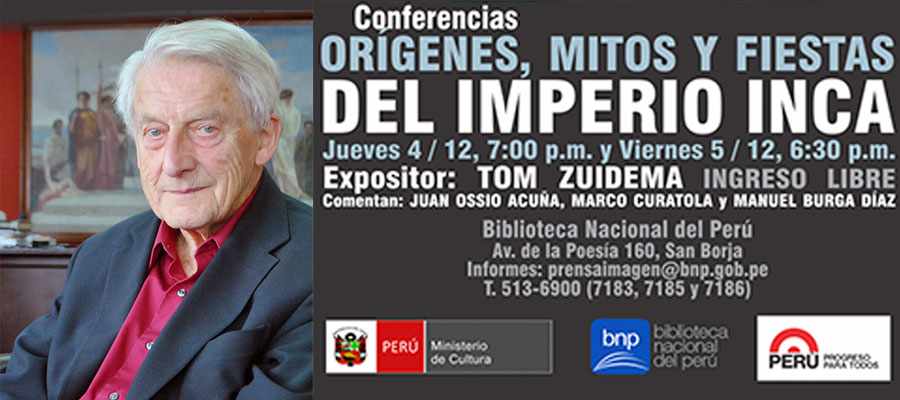 Conferencias
ORÍGENES, MITOS Y FIESTAS
DEL IMPERIO INCA
Jueves 4 / 12, 7:00 p.m. y Viernes 5 / 12, 6:30 p.m.
Expositor: TOM ZUIDEMA INGRESO LIBRE
Comentan: JUAN OSSIO ACUÑA, MARCO CURATOLA y MANUEL BURGA DÍAZ
Biblioteca Nacional del Perú
Av. de la Poesía 160, San Borja
Informes: prensaimagen@bnp.gob.pe
T. 513-6900 (7183, 7185 y 7186)
PERÚ
Ministerio
de Cultura
bnp
biblioteca
nacional
del perú
PERÚ
PROGRESO
PARA TODOS